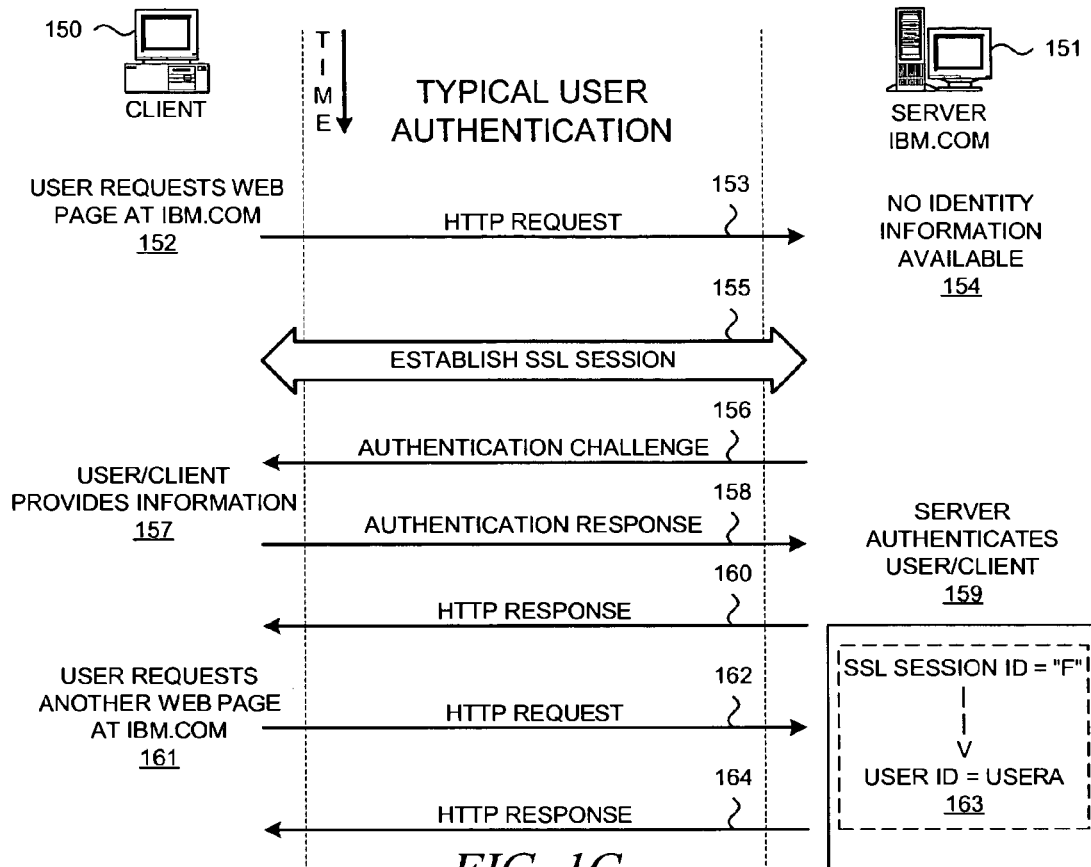 150
CLIENT
TIME
TYPICAL USER
AUTHENTICATION
151
SERVER
IBM.COM
USER REQUESTS WEB
PAGE AT IBM.COM
152
153
HTTP REQUEST
NO IDENTITY
INFORMATION
AVAILABLE
154
155
ESTABLISH SSL SESSION
156
AUTHENTICATION CHALLENGE
USER/CLIENT
PROVIDES INFORMATION
157
158
AUTHENTICATION RESPONSE
SERVER
AUTHENTICATES
USER/CLIENT
159
160
HTTP RESPONSE
USER REQUESTS
ANOTHER WEB PAGE
AT IBM.COM
161
162
HTTP REQUEST
SSL SESSION ID = "F"
USER ID = USERA
163
164
HTTP RESPONSE
FIG. 1C